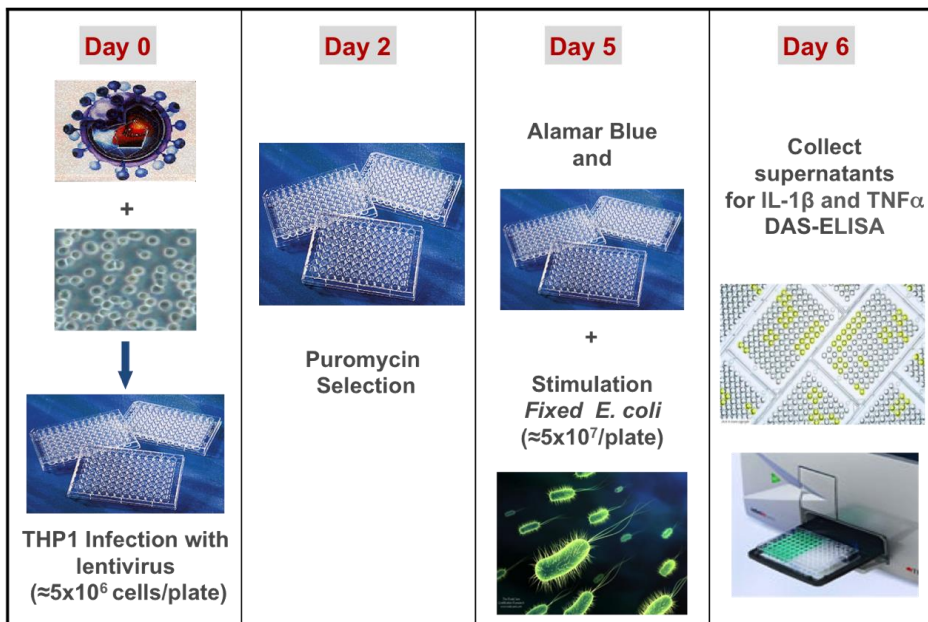 Day 0
+
THP1 Infection with
lentivirus
(≈5x10⁶ cells/plate)
Day 2
Puromycin
Selection
Day 5
Alamar Blue
and
+
Stimulation
Fixed E. coli
(≈5x10⁷/plate)
Day 6
Collect
supernatants
for IL-1β and TNFα
DAS-ELISA